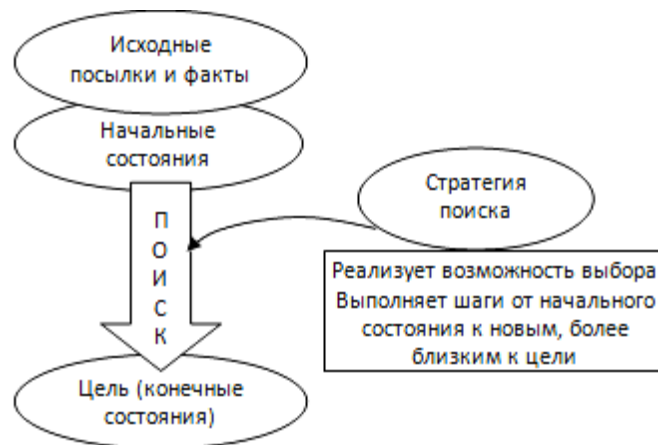 Исходные
посылки и факты
Начальные
состояния
П
О
И
С
К
Стратегия
поиска
Реализует возможность выбора
Выполняет шаги от начального
состояния к новым, более
близким к цели
Цель (конечные
состояния)